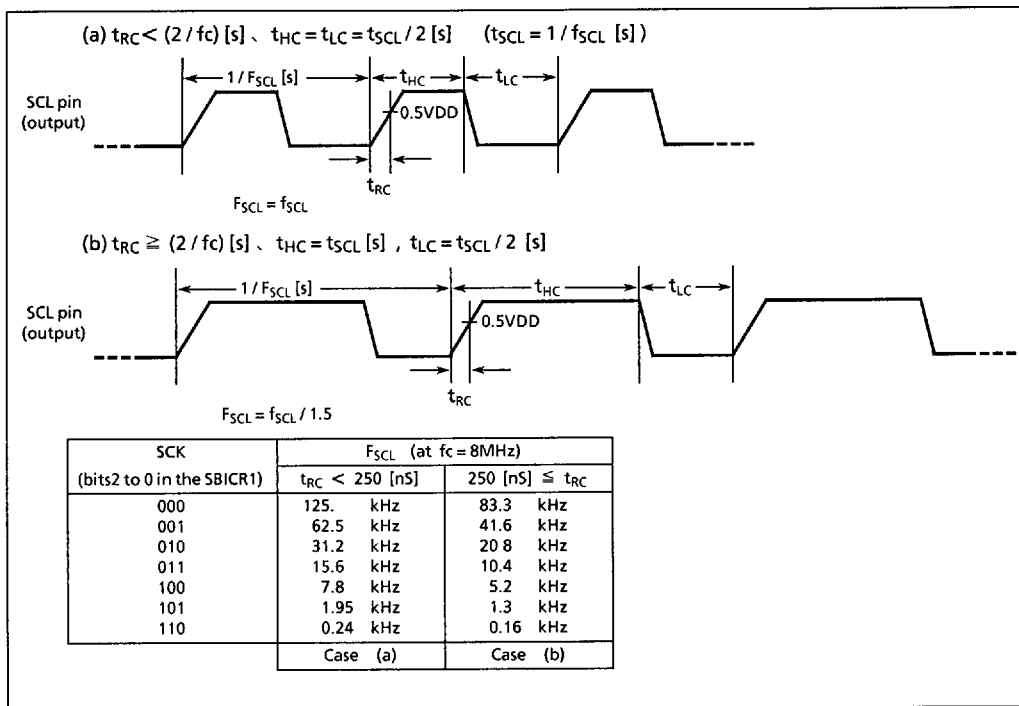 (a) tRC < (2 / fc) [s]、 tHC = tLC = tSCL / 2 [s] (tSCL = 1 / fSCL [s])
1 / FSCL [s]
tHC
tLC
SCL pin
(output)
0.5VDD
tRC
FSCL = fSCL
(b) tRC ≧ (2 / fc) [s]、 tHC = tSCL [s] , tLC = tSCL / 2 [s]
1 / FSCL [s]
tHC
tLC
SCL pin
(output)
0.5VDD
tRC
FSCL = fSCL / 1.5
SCK FSCL (at fc = 8MHz)
(bits2 to 0 in the SBICR1) tRC < 250 [nS] 250 [nS] ≦ tRC
000 125. kHz 83.3 kHz
001 62.5 kHz 41.6 kHz
010 31.2 kHz 20 8 kHz
011 15.6 kHz 10.4 kHz
100 7.8 kHz 5.2 kHz
101 1.95 kHz 1.3 kHz
110 0.24 kHz 0.16 kHz
Case (a) Case (b)